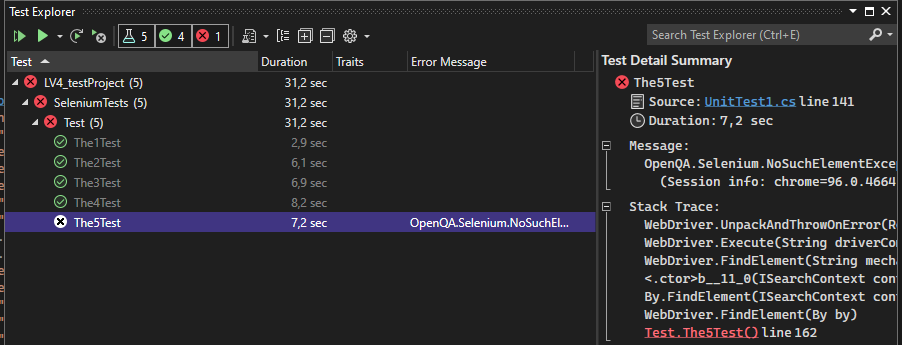 Test Explorer
5 4 1
Search Test Explorer (Ctrl+E)
Test Duration Traits Error Message
LV4_testProject (5) 31,2 sec
SeleniumTests (5) 31,2 sec
Test (5) 31,2 sec
The1Test 2,9 sec
The2Test 6,1 sec
The3Test 6,9 sec
The4Test 8,2 sec
The5Test 7,2 sec OpenQA.Selenium.NoSuchEl...
Test Detail Summary
The5Test
Source: UnitTest1.cs line 141
Duration: 7,2 sec
Message:
OpenQA.Selenium.NoSuchElementExcep
(Session info: chrome=96.0.4664
Stack Trace:
WebDriver.UnpackAndThrowOnError(Re
WebDriver.Execute(String driverCom
WebDriver.FindElement(String mecha
<.ctor>b__11_0(ISearchContext cont
By.FindElement(ISearchContext cont
WebDriver.FindElement(By by)
Test.The5Test() line 162